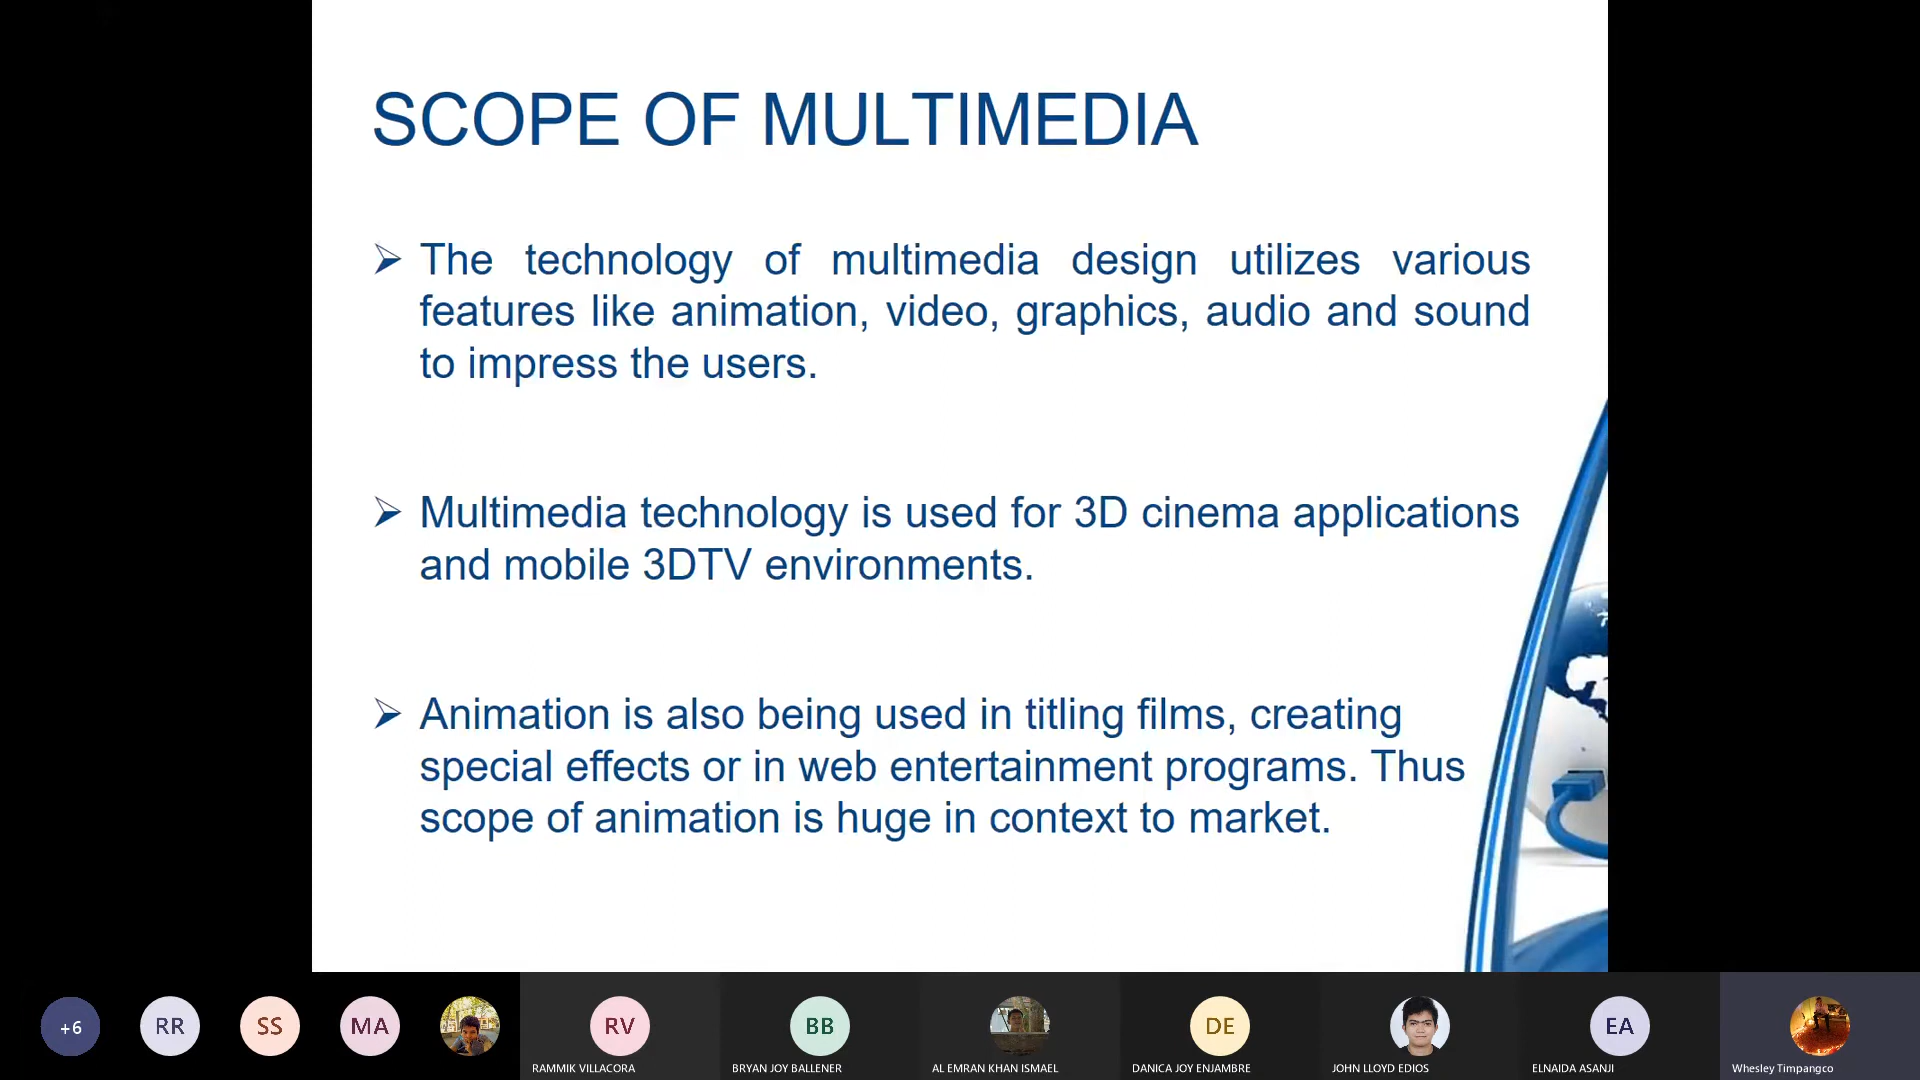 SCOPE OF MULTIMEDIA
The technology of multimedia design utilizes various
features like animation, video, graphics, audio and sound
to impress the users.
Multimedia technology is used for 3D cinema applications
and mobile 3DTV environments.
Animation is also being used in titling films, creating
special effects or in web entertainment programs. Thus
scope of animation is huge in context to market.
+6
RR
SS
MA
RV
BB
DE
EA
RAMMIK VILLACORA
BRYAN JOY BALLENER
AL EMRAN KHAN ISMAEL
DANICA JOY ENJAMBRE
JOHN LLOYD EDIOS
ELNAIDA ASANJI
Whesley Timpangco